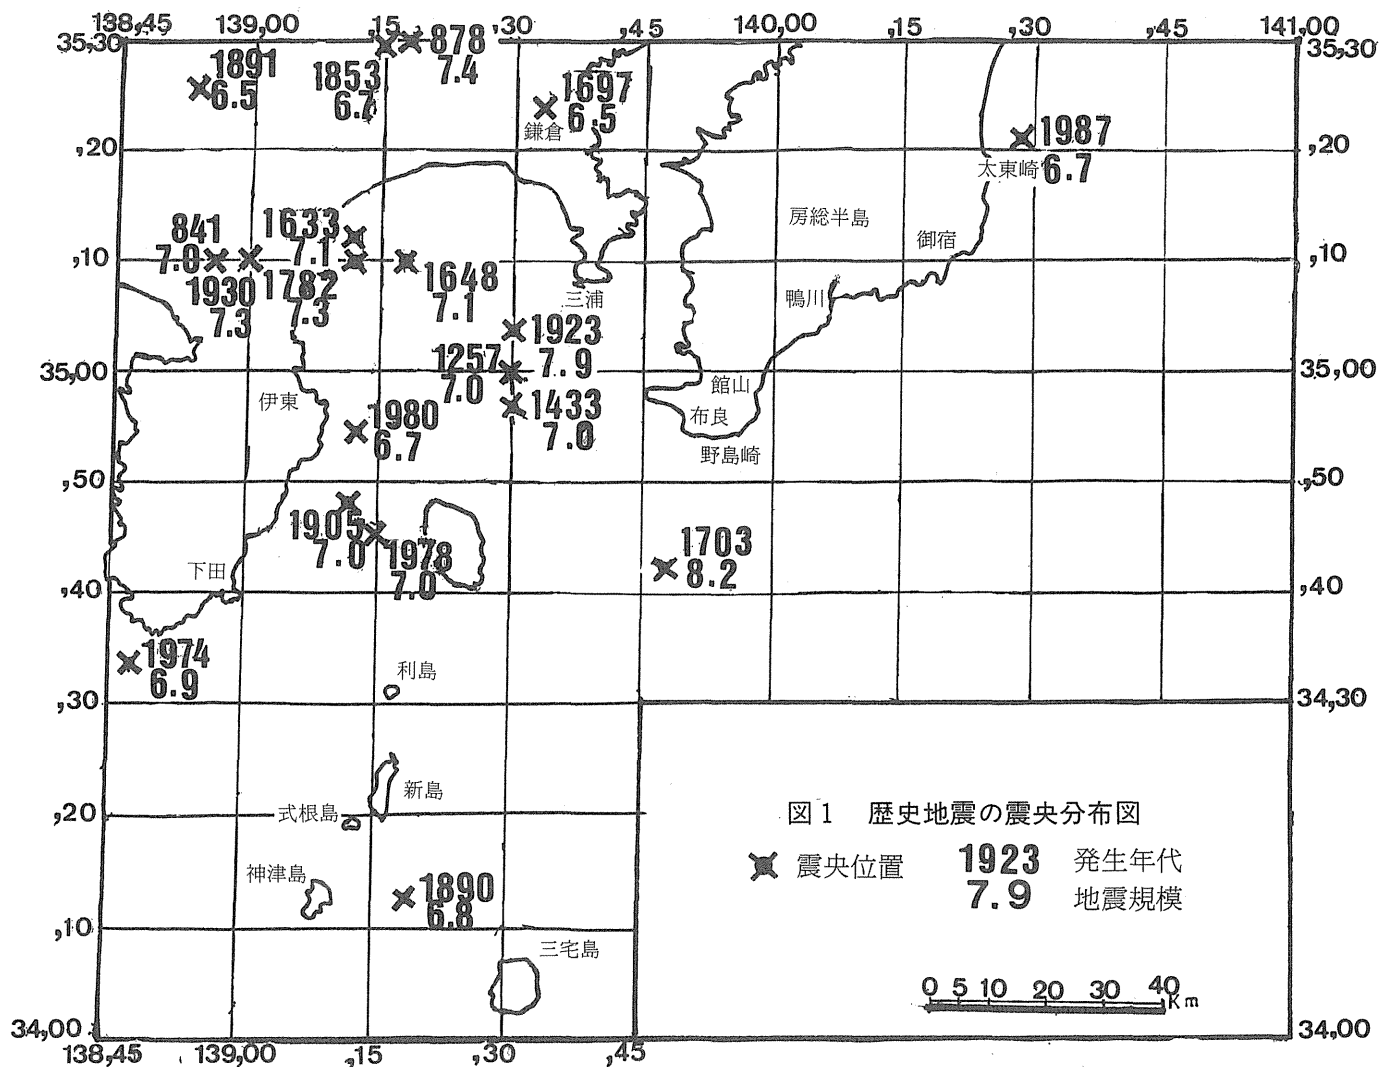 138,45 139,00 ,15 ,30 ,45 140,00 ,15 ,30 ,45 141,00
35,30 35,30
878
7.4
1891
6.5
1853
6.7
1697
6.5
鎌倉
1987
6.7
,20 ,20
太東崎
房総半島
御宿
841
7.0
1633
7.1
,10 ,10
1930
7.3
1782
7.3
1648
7.1
三浦
鴨川
1923
7.9
1257
7.0
35,00 35,00
館山
伊東
1433
7.0
布良
1980
6.7
野島崎
,50 ,50
1905
7.0
1978
7.0
1703
8.2
下田
,40 ,40
1974
6.9
利島
,30 34,30
新島
式根島
,20
図1 歴史地震の震央分布図
震央位置 1923 発生年代
7.9 地震規模
神津島
1890
6.8
,10
三宅島
0 5 10 20 30 40 Km
34,00 34,00
138,45 139,00 ,15 ,30 ,45